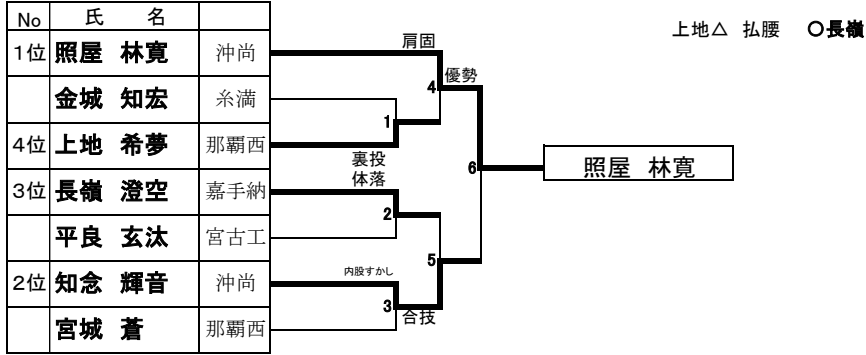 No 氏 名
上地△ 払腰 〇長嶺
1位 照屋 林寛 沖尚
肩固
4 優勢
金城 知宏 糸満
1
4位 上地 希夢 那覇西
裏投
6 照屋 林寛
体落
3位 長嶺 澄空 嘉手納
2
平良 玄汰 宮古工
5
内股すかし
2位 知念 輝音 沖尚
3 合技
宮城 蒼 那覇西